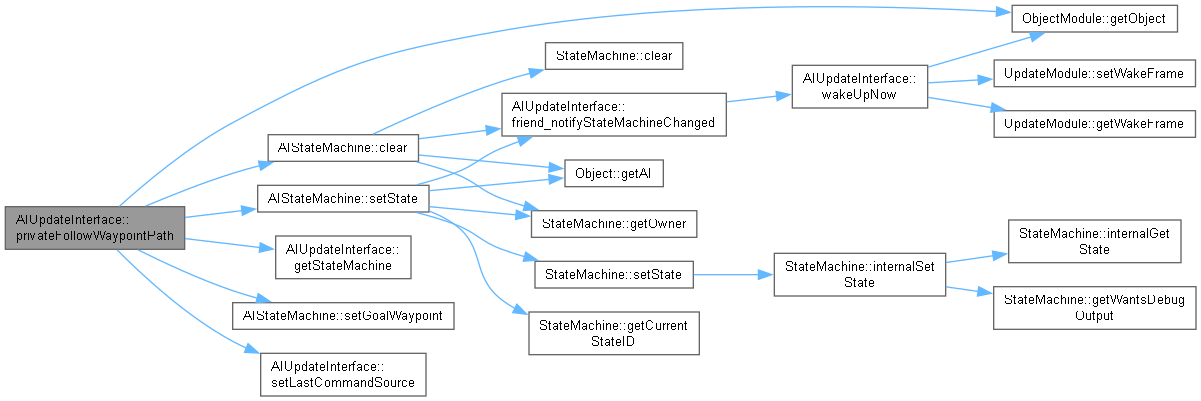 AIUpdateInterface::
privateFollowWaypointPath
ObjectModule::getObject
StateMachine::clear
AIUpdateInterface::
wakeUpNow
UpdateModule::setWakeFrame
UpdateModule::getWakeFrame
AIUpdateInterface::
friend_notifyStateMachineChanged
AIStateMachine::clear
Object::getAI
AIStateMachine::setState
StateMachine::getOwner
AIUpdateInterface::
getStateMachine
StateMachine::setState
StateMachine::internalSet
State
StateMachine::internalGet
State
StateMachine::getWantsDebug
Output
AIStateMachine::setGoalWaypoint
StateMachine::getCurrent
StateID
AIUpdateInterface::
setLastCommandSource